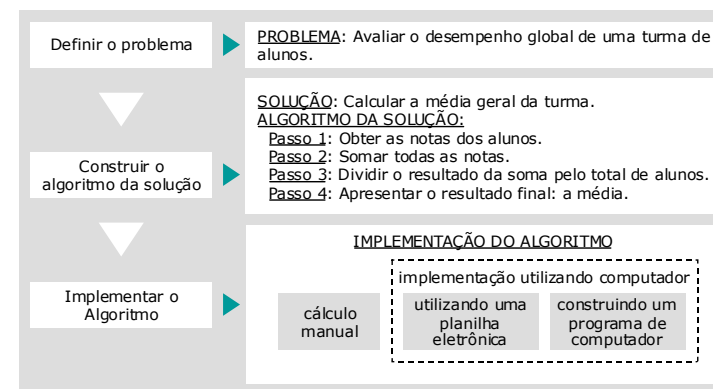 Definir o problema
PROBLEMA: Avaliar o desempenho global de uma turma de
alunos.
SOLUÇÃO: Calcular a média geral da turma.
ALGORITMO DA SOLUÇÃO:
Passo 1: Obter as notas dos alunos.
Passo 2: Somar todas as notas.
Passo 3: Dividir o resultado da soma pelo total de alunos.
Passo 4: Apresentar o resultado final: a média.
Construir o
algoritmo da solução
IMPLEMENTAÇÃO DO ALGORITMO
Implementar o
Algoritmo
cálculo
manual
implementação utilizando computador
utilizando uma
planilha
eletrônica
construindo um
programa de
computador